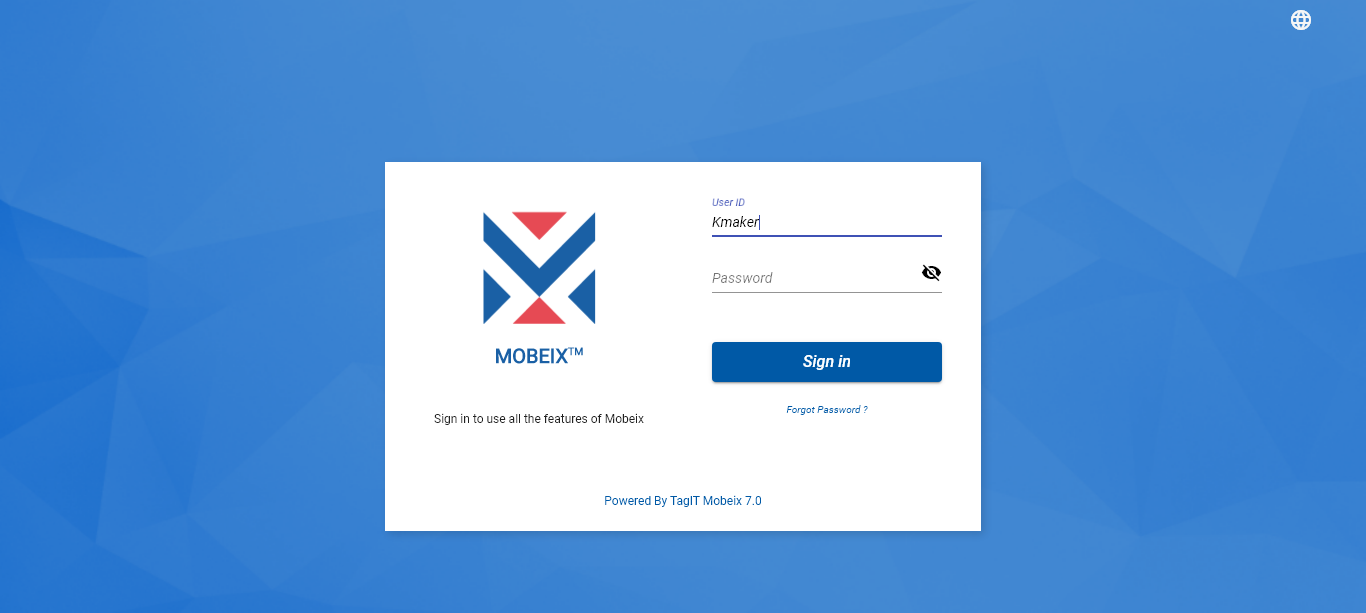 User ID
Kmaker
Password
MOBEIX™
Sign in
Forgot Password ?
Sign in to use all the features of Mobeix
Powered By TagIT Mobeix 7.0